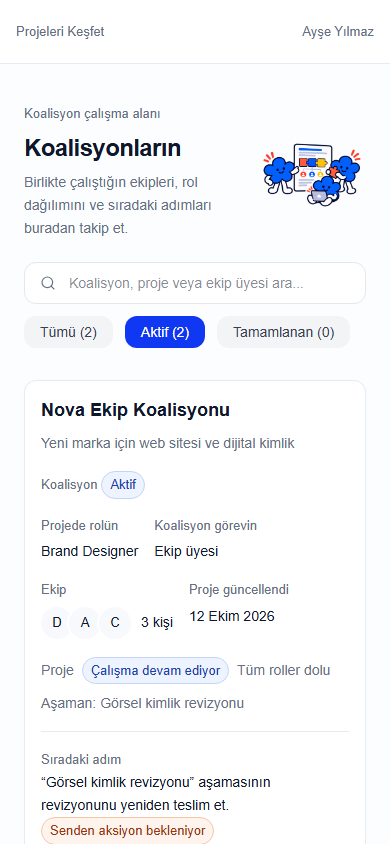 Projeleri Keşfet
Ayşe Yılmaz
Koalisyon çalışma alanı
Koalisyonların
Birlikte çalıştığın ekipleri, rol
dağılımını ve sıradaki adımları
buradan takip et.
Koalisyon, proje veya ekip üyesi ara...
Tümü (2)
Aktif (2)
Tamamlanan (0)
Nova Ekip Koalisyonu
Yeni marka için web sitesi ve dijital kimlik
Koalisyon Aktif
Projede rolün
Brand Designer
Koalisyon görevin
Ekip üyesi
Ekip
D A C 3 kişi
Proje güncellendi
12 Ekim 2026
Proje Çalışma devam ediyor Tüm roller dolu
Aşaman: Görsel kimlik revizyonu
Sıradaki adım
“Görsel kimlik revizyonu” aşamasının
revizyonunu yeniden teslim et.
Senden aksiyon bekleniyor